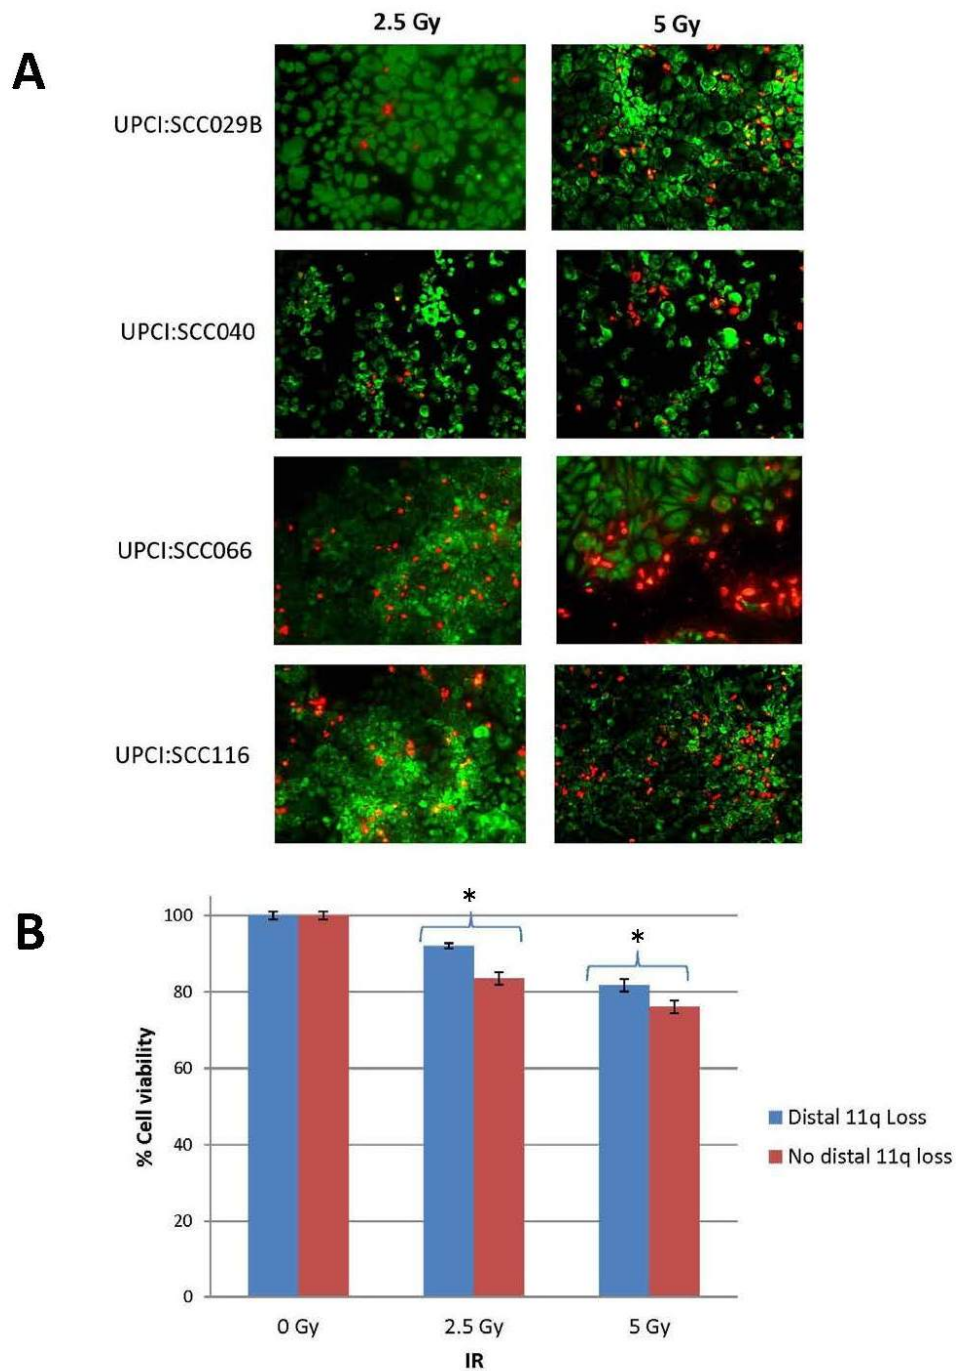 2.5 Gy 5 Gy
A
UPCI:SCC029B
UPCI:SCC040
UPCI:SCC066
UPCI:SCC116
B
*
*
100
80
60
40
20
0
% Cell viability
0 Gy 2.5 Gy 5 Gy
IR
Distal 11q Loss
No distal 11q loss